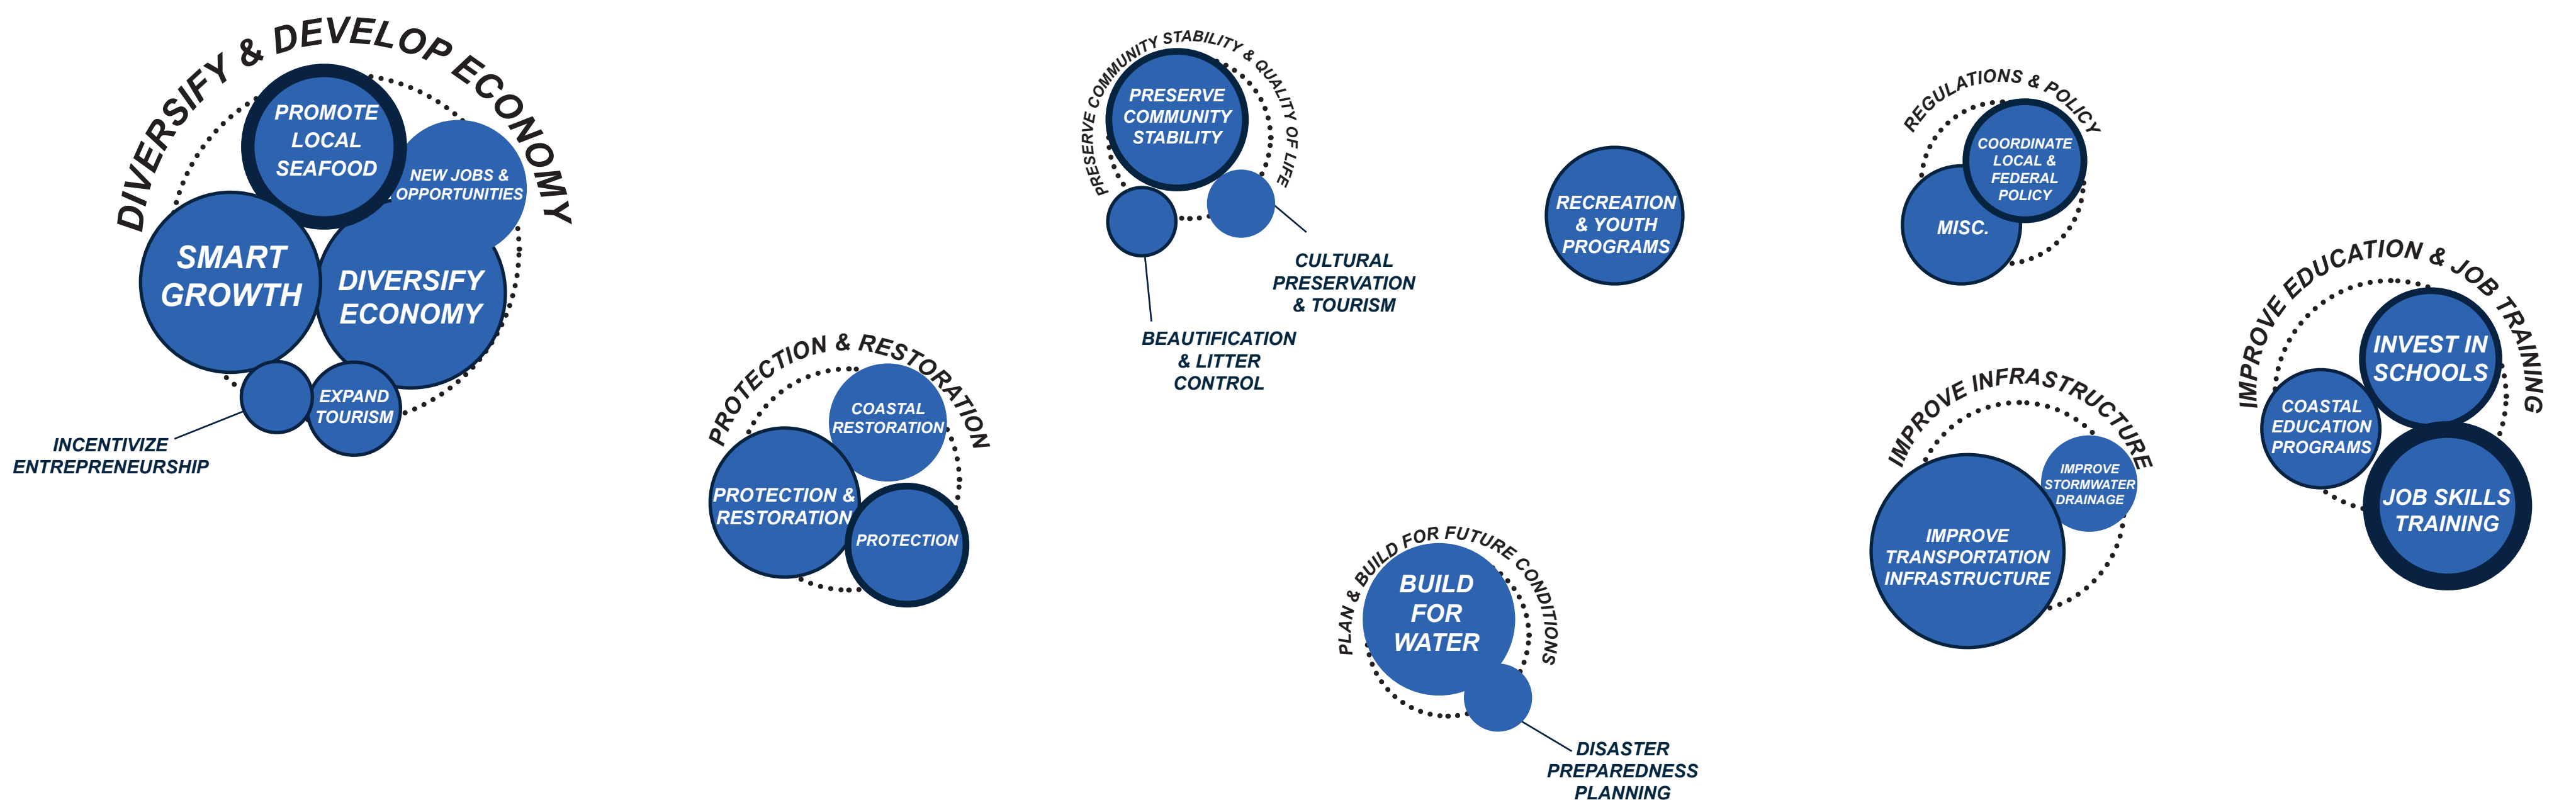 DIVERSIFY & DEVELOP ECONOMY
PROMOTE
LOCAL
SEAFOOD
NEW JOBS &
OPPORTUNITIES
SMART
GROWTH
DIVERSIFY
ECONOMY
EXPAND
TOURISM
INCENTIVIZE
ENTREPRENEURSHIP
PROTECTION & RESTORATION
COASTAL
RESTORATION
PROTECTION &
RESTORATION
PROTECTION
PRESERVE COMMUNITY STABILITY & QUALITY OF LIFE
PRESERVE
COMMUNITY
STABILITY
CULTURAL
PRESERVATION
& TOURISM
BEAUTIFICATION
& LITTER
CONTROL
RECREATION
& YOUTH
PROGRAMS
PLAN & BUILD FOR FUTURE CONDITIONS
BUILD
FOR
WATER
DISASTER
PREPAREDNESS
PLANNING
REGULATIONS & POLICY
COORDINATE
LOCAL &
FEDERAL
POLICY
MISC.
IMPROVE INFRASTRUCTURE
IMPROVE
STORMWATER
DRAINAGE
IMPROVE
TRANSPORTATION
INFRASTRUCTURE
IMPROVE EDUCATION & JOB TRAINING
INVEST IN
SCHOOLS
COASTAL
EDUCATION
PROGRAMS
JOB SKILLS
TRAINING